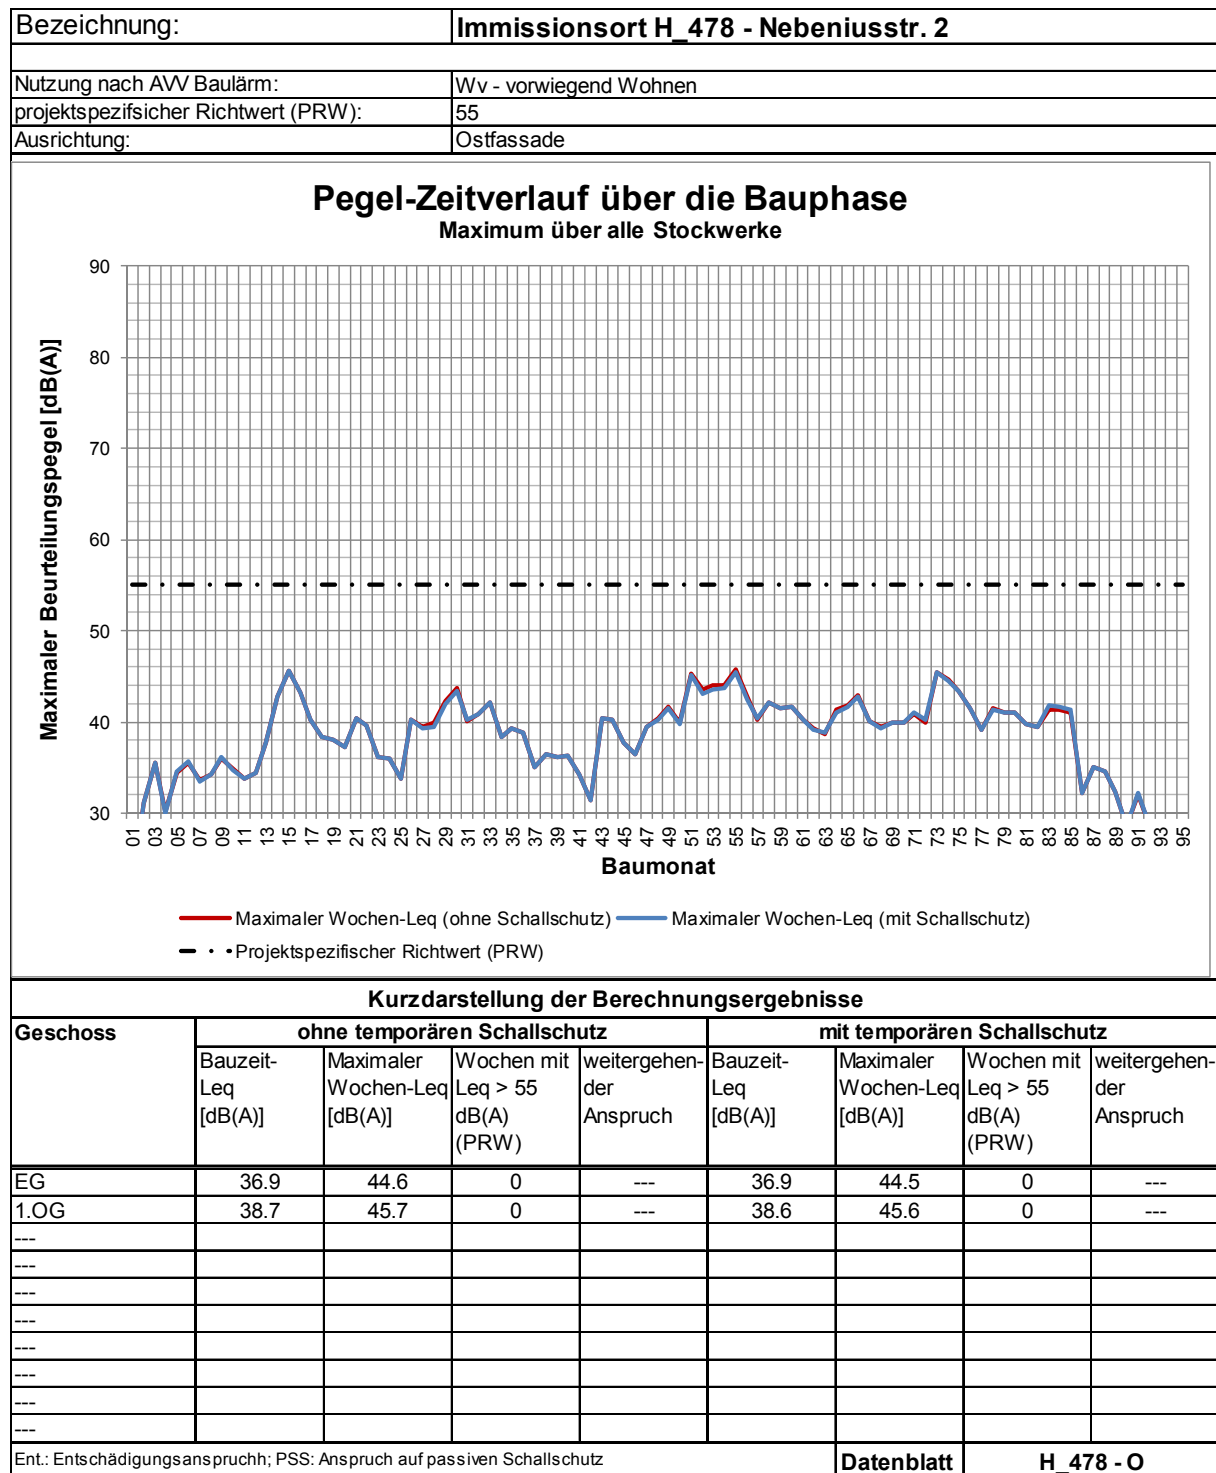 Bezeichnung: Immissionsort H_478 - Nebeniusstr. 2
Nutzung nach AVV Baulärm: Wv - vorwiegend Wohnen
projektspezifsicher Richtwert (PRW): 55
Ausrichtung: Ostfassade
Pegel-Zeitverlauf über die Bauphase
Maximum über alle Stockwerke
Maximaler Beurteilungspegel [dB(A)]
90
80
70
60
50
40
30
01 03 05 07 09 11 13 15 17 19 21 23 25 27 29 31 33 35 37 39 41 43 45 47 49 51 53 55 57 59 61 63 65 67 69 71 73 75 77 79 81 83 85 87 89 91 93 95
Baumonat
Maximaler Wochen-Leq (ohne Schallschutz) Maximaler Wochen-Leq (mit Schallschutz)
Projektspezifischer Richtwert (PRW)
Kurzdarstellung der Berechnungsergebnisse
Geschoss ohne temporären Schallschutz mit temporären Schallschutz
Bauzeit- Maximaler Wochen mit weitergehen- Bauzeit- Maximaler Wochen mit weitergehen-
Leq Wochen-Leq Leq > 55 der Leq Wochen-Leq Leq > 55 der
[dB(A)] [dB(A)] dB(A) Anspruch [dB(A)] [dB(A)] dB(A) Anspruch
(PRW) (PRW)
EG 36.9 44.6 0 --- 36.9 44.5 0 ---
1.OG 38.7 45.7 0 --- 38.6 45.6 0 ---
---
---
---
---
---
---
---
---
Ent.: Entschädigungsanspruchh; PSS: Anspruch auf passiven Schallschutz Datenblatt H_478 - O